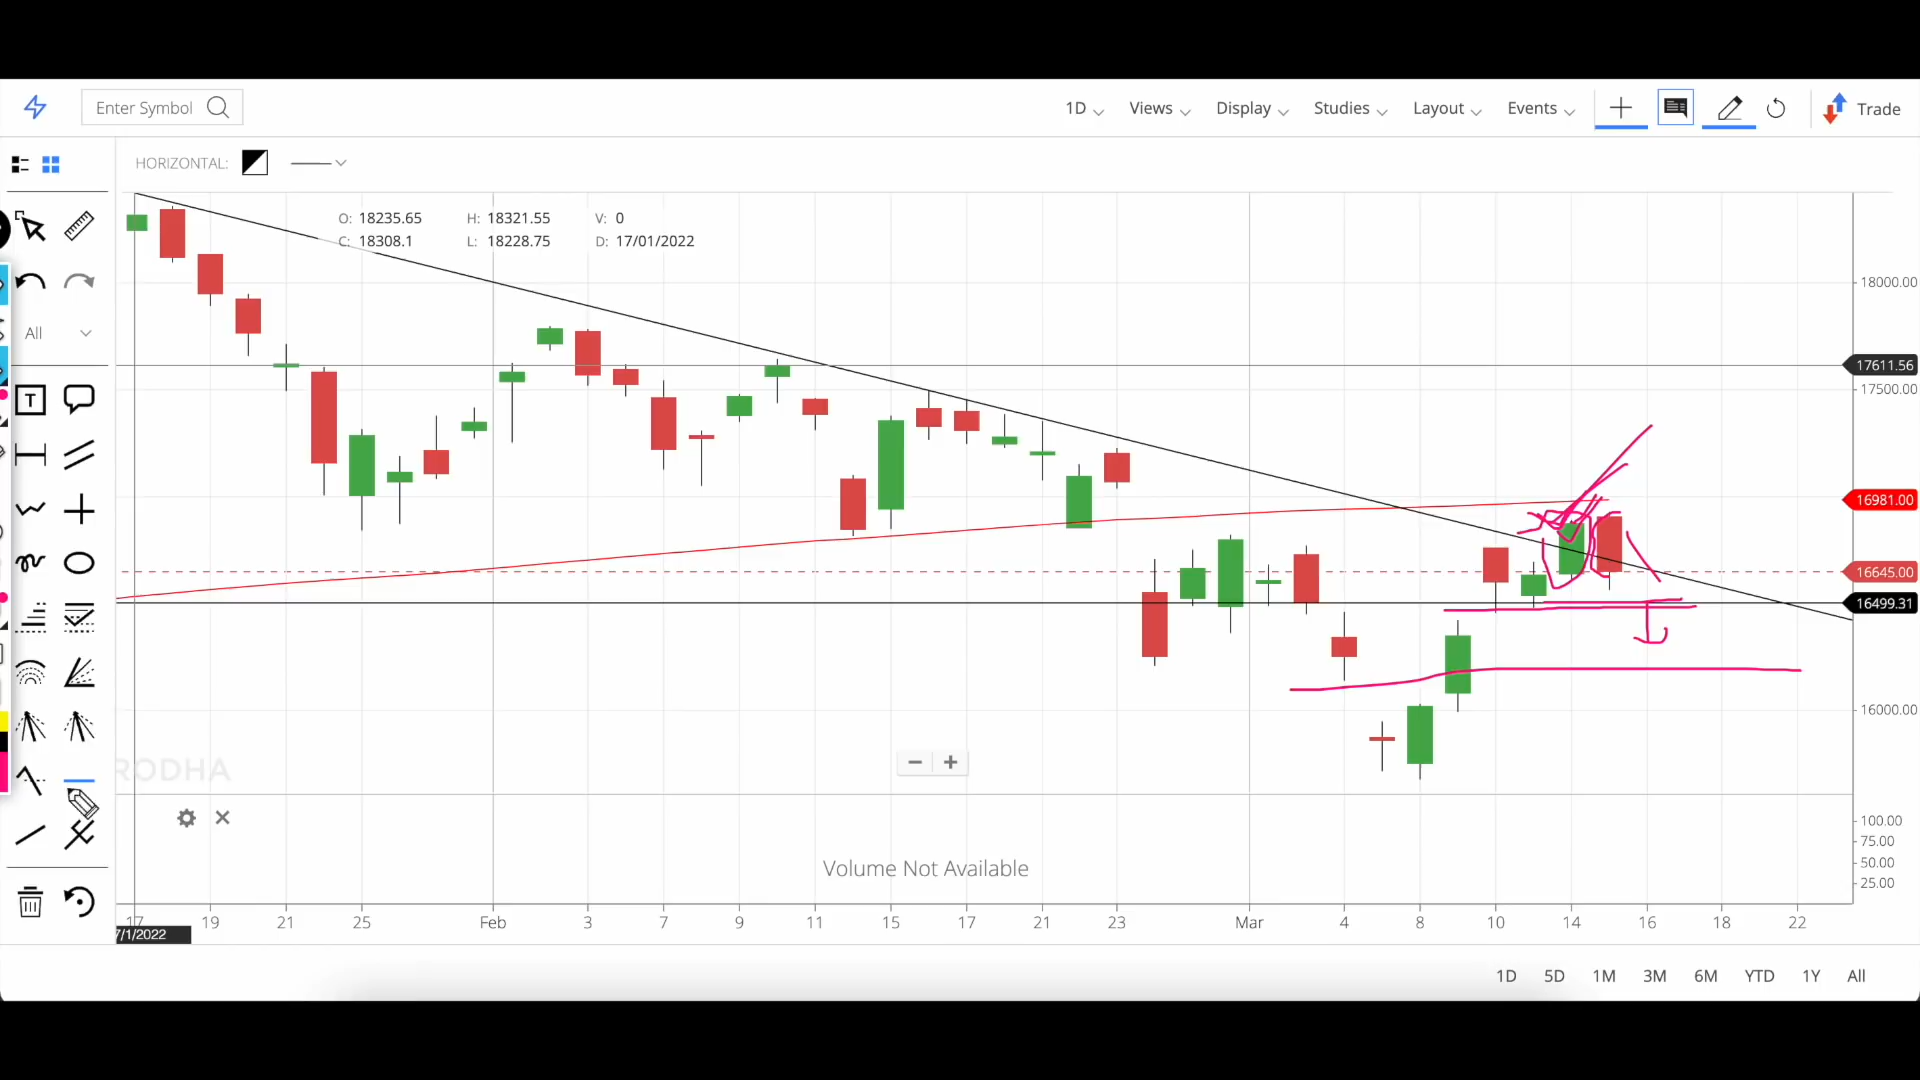 Enter Symbol
1D Views Display Studies Layout Events Trade
HORIZONTAL:
O: 18235.65 H: 18321.55 V: 0
C: 18308.1 L: 18228.75 D: 17/01/2022
All
T
18000.00
17611.56
17500.00
16981.00
16645.00
16499.31
16000.00
RODHA
− +
100.00
75.00
50.00
25.00
Volume Not Available
17 19 21 25 Feb 3 7 9 11 15 17 21 23 Mar 4 8 10 14 16 18 22
7/1/2022
1D 5D 1M 3M 6M YTD 1Y All